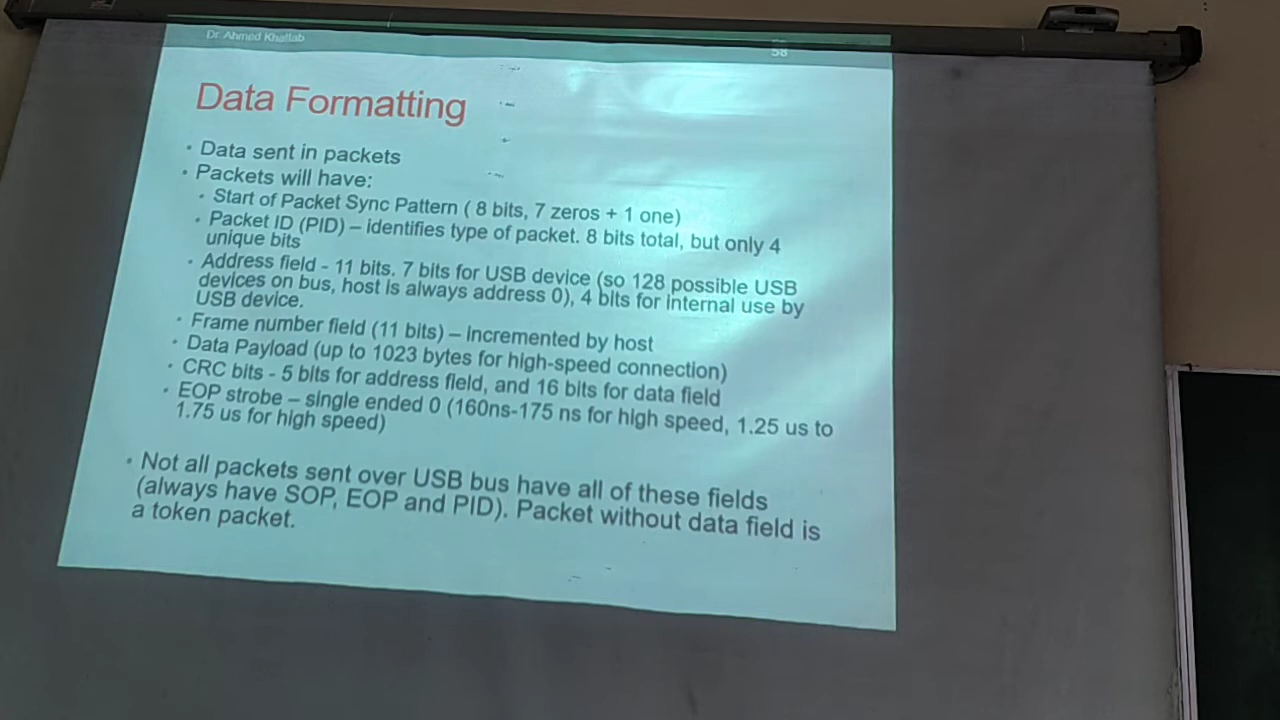 Dr Ahmed Khattab
58
Data Formatting
• Data sent in packets
• Packets will have:
• Start of Packet Sync Pattern ( 8 bits, 7 zeros + 1 one)
• Packet ID (PID) – identifies type of packet. 8 bits total, but only 4
unique bits
• Address field - 11 bits. 7 bits for USB device (so 128 possible USB
devices on bus, host is always address 0), 4 bits for internal use by
USB device.
• Frame number field (11 bits) – incremented by host
• Data Payload (up to 1023 bytes for high-speed connection)
• CRC bits - 5 bits for address field, and 16 bits for data field
• EOP strobe – single ended 0 (160ns-175 ns for high speed, 1.25 us to
1.75 us for high speed)
• Not all packets sent over USB bus have all of these fields
(always have SOP, EOP and PID). Packet without data field is
a token packet.